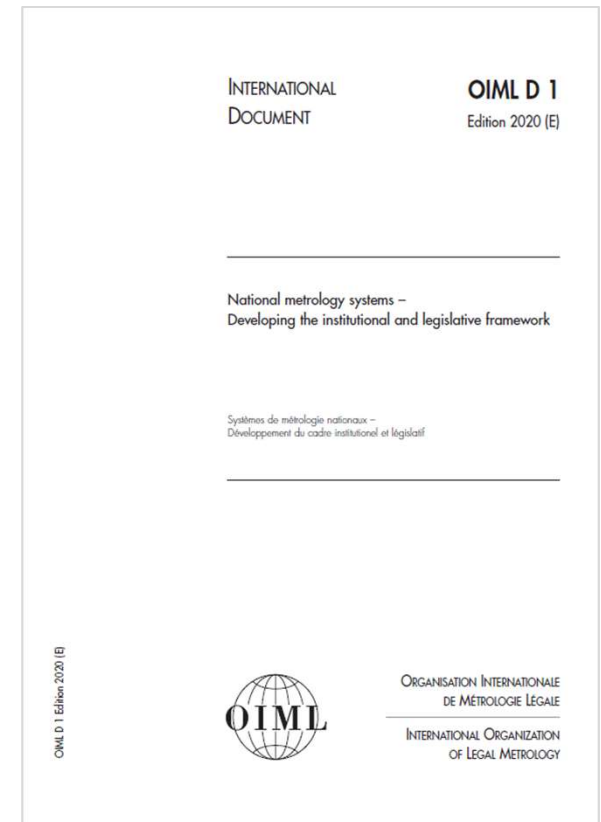 INTERNATIONAL
DOCUMENT
OIML D 1
Edition 2020 (E)
National metrology systems –
Developing the institutional and legislative framework
Systèmes de métrologie nationaux –
Développement du cadre institutionel et législatif
OIML D 1 Edition 2020 (E)
OIML
ORGANISATION INTERNATIONALE
DE MÉTROLOGIE LÉGALE
INTERNATIONAL ORGANIZATION
OF LEGAL METROLOGY